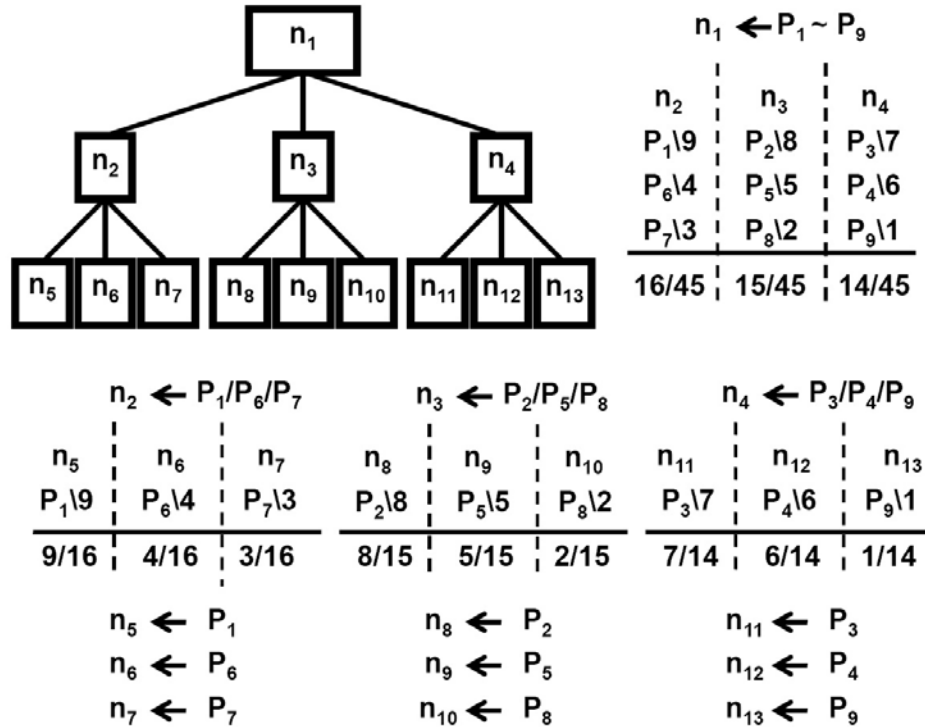 n₁
n₂ n₃ n₄
n₅ n₆ n₇ n₈ n₉ n₁₀ n₁₁ n₁₂ n₁₃
n₁ ← P₁ ~ P₉
n₂ n₃ n₄
P₁\9 P₂\8 P₃\7
P₆\4 P₅\5 P₄\6
P₇\3 P₈\2 P₉\1
16/45 15/45 14/45
n₂ ← P₁/P₆/P₇
n₅ n₆ n₇
P₁\9 P₆\4 P₇\3
9/16 4/16 3/16
n₅ ← P₁
n₆ ← P₆
n₇ ← P₇
n₃ ← P₂/P₅/P₈
n₈ n₉ n₁₀
P₂\8 P₅\5 P₈\2
8/15 5/15 2/15
n₈ ← P₂
n₉ ← P₅
n₁₀ ← P₈
n₄ ← P₃/P₄/P₉
n₁₁ n₁₂ n₁₃
P₃\7 P₄\6 P₉\1
7/14 6/14 1/14
n₁₁ ← P₃
n₁₂ ← P₄
n₁₃ ← P₉